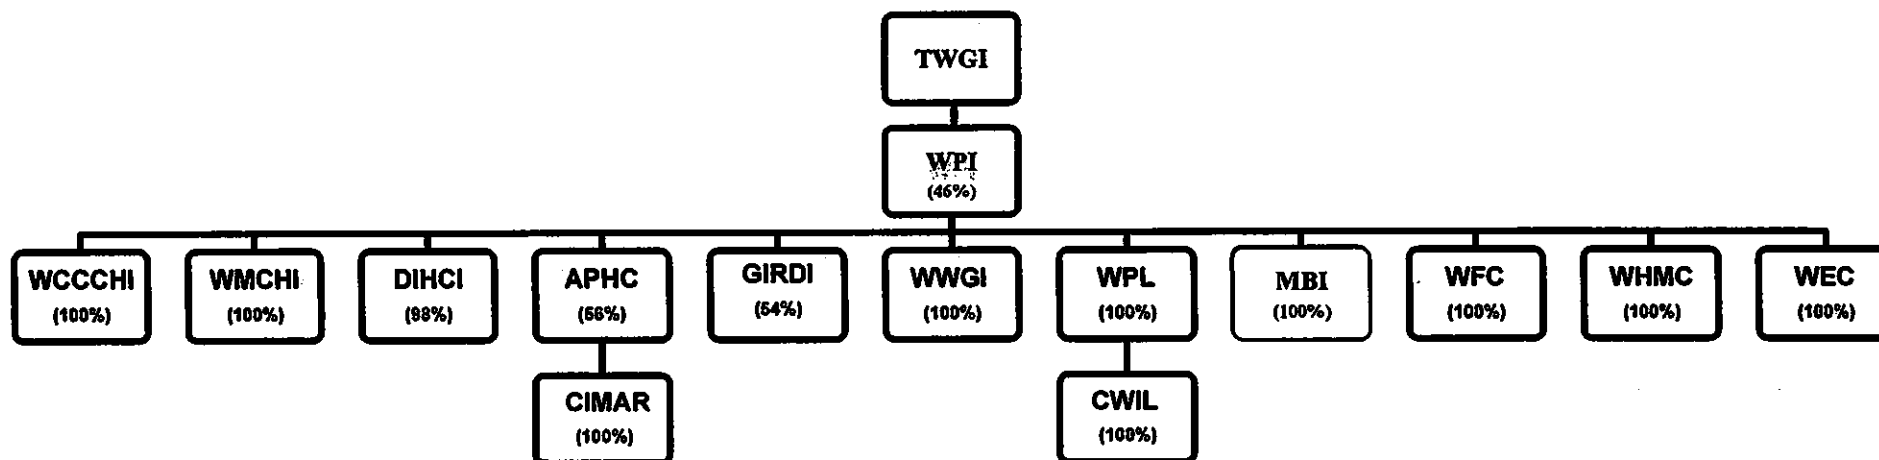 TWGI
WPI
(46%)
WCCCHI
(100%)
WMCHI
(100%)
DIHCI
(98%)
APHC
(56%)
GIRDI
(54%)
WWGI
(100%)
WPL
(100%)
MBI
(100%)
WFC
(100%)
WHMC
(100%)
WEC
(100%)
CIMAR
(100%)
CWIL
(100%)